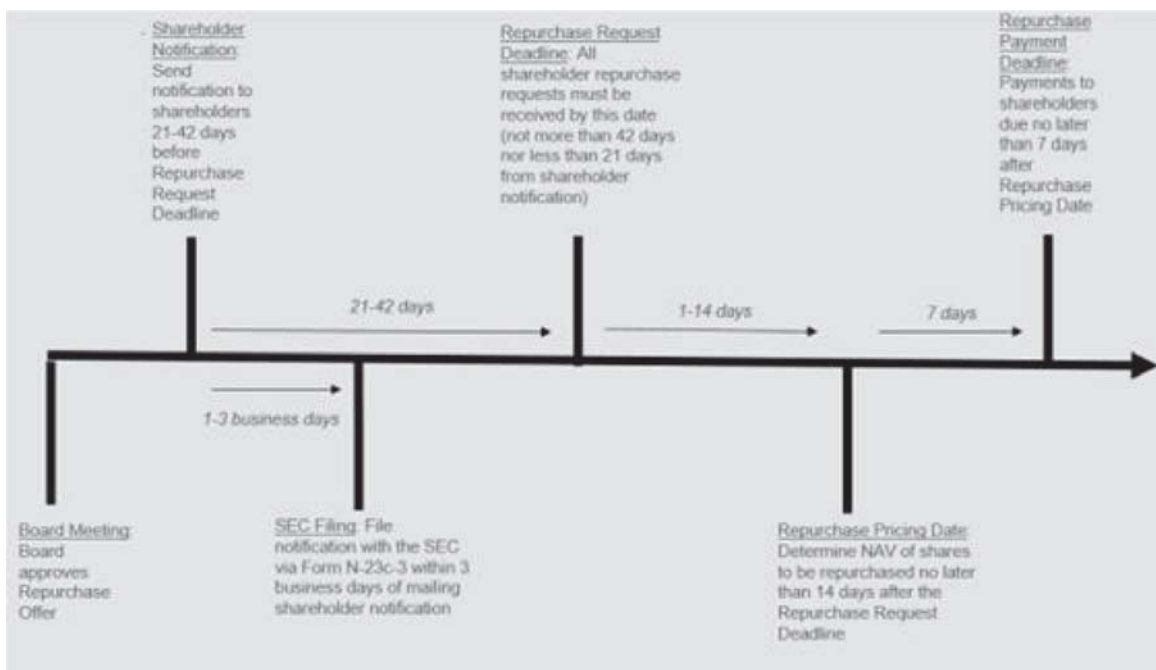 Shareholder
Notification:
Send
notification to
shareholders
21-42 days
before
Repurchase
Request
Deadline
Repurchase Request
Deadline: All
shareholder repurchase
requests must be
received by this date
(not more than 42 days
nor less than 21 days
from shareholder
notification)
Repurchase
Payment
Deadline:
Payments to
shareholders
due no later
than 7 days
after
Repurchase
Pricing Date
21-42 days
1-14 days
7 days
1-3 business days
Board Meeting:
Board
approves
Repurchase
Offer
SEC Filing: File
notification with the SEC
via Form N-23c-3 within 3
business days of mailing
shareholder notification
Repurchase Pricing Date:
Determine NAV of shares
to be repurchased no later
than 14 days after the
Repurchase Request
Deadline